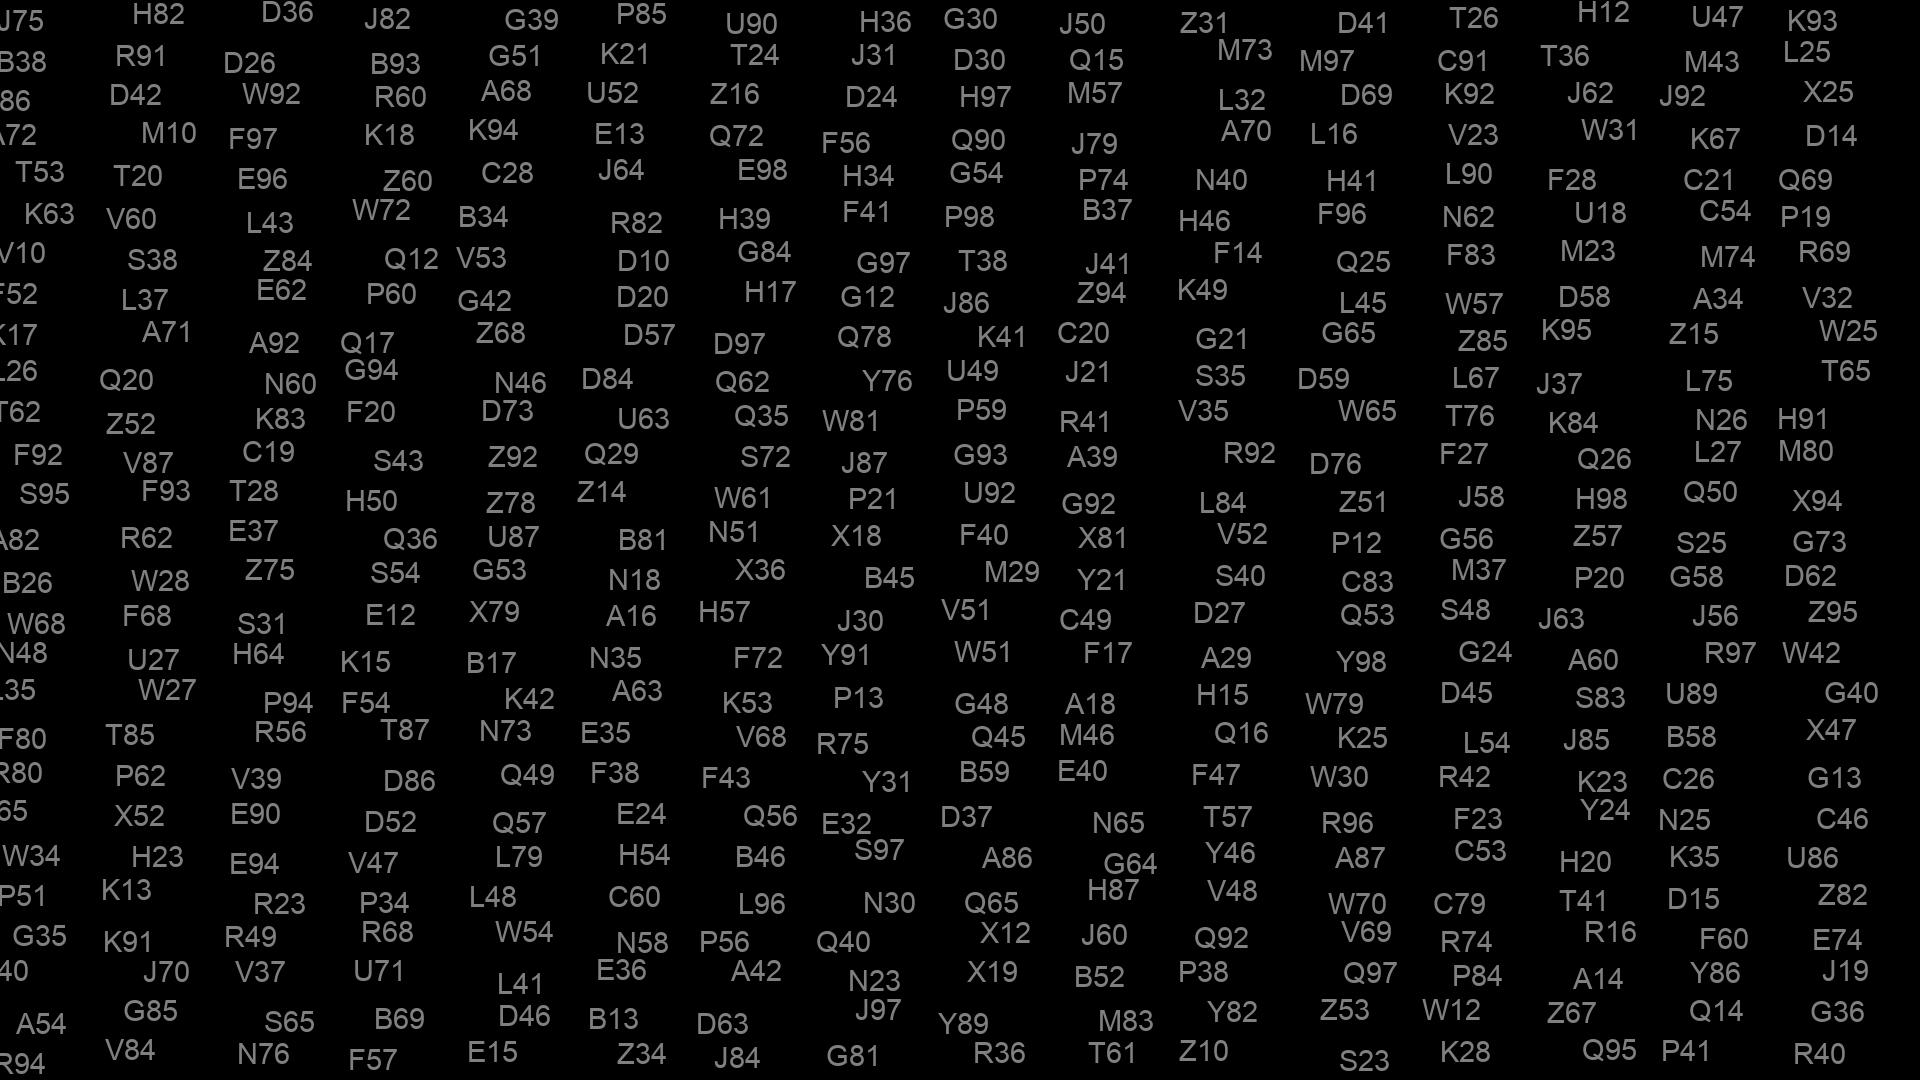 J75 H82 D36 J82 G39 P85 U90 H36 G30 J50 Z31 D41 T26 H12 U47 K93
B38 R91 D26 B93 G51 K21 T24 J31 D30 Q15 M73 M97 C91 T36 M43 L25
86 D42 W92 R60 A68 U52 Z16 D24 H97 M57 L32 D69 K92 J62 J92 X25
A72 M10 F97 K18 K94 E13 Q72 F56 Q90 J79 A70 L16 V23 W31 K67 D14
T53 T20 E96 Z60 C28 J64 E98 H34 G54 P74 N40 H41 L90 F28 C21 Q69
K63 V60 L43 W72 B34 R82 H39 F41 P98 B37 H46 F96 N62 U18 C54 P19
V10 S38 Z84 Q12 V53 D10 G84 G97 T38 J41 F14 Q25 F83 M23 M74 R69
F52 L37 E62 P60 G42 D20 H17 G12 J86 Z94 K49 L45 W57 D58 A34 V32
K17 A71 A92 Q17 Z68 D57 D97 Q78 K41 C20 G21 G65 Z85 K95 Z15 W25
L26 Q20 N60 G94 N46 D84 Q62 Y76 U49 J21 S35 D59 L67 J37 L75 T65
T62 Z52 K83 F20 D73 U63 Q35 W81 P59 R41 V35 W65 T76 K84 N26 H91
F92 V87 C19 S43 Z92 Q29 S72 J87 G93 A39 R92 D76 F27 Q26 L27 M80
S95 F93 T28 H50 Z78 Z14 W61 P21 U92 G92 L84 Z51 J58 H98 Q50 X94
A82 R62 E37 Q36 U87 B81 N51 X18 F40 X81 V52 P12 G56 Z57 S25 G73
B26 W28 Z75 S54 G53 N18 X36 B45 M29 Y21 S40 C83 M37 P20 G58 D62
W68 F68 S31 E12 X79 A16 H57 J30 V51 C49 D27 Q53 S48 J63 J56 Z95
N48 U27 H64 K15 B17 N35 F72 Y91 W51 F17 A29 Y98 G24 A60 R97 W42
35 W27 P94 F54 K42 A63 K53 P13 G48 A18 H15 W79 D45 S83 U89 G40
F80 T85 R56 T87 N73 E35 V68 R75 Q45 M46 Q16 K25 L54 J85 B58 X47
R80 P62 V39 D86 Q49 F38 F43 Y31 B59 E40 F47 W30 R42 K23 C26 G13
65 X52 E90 D52 Q57 E24 Q56 E32 D37 N65 T57 R96 F23 Y24 N25 C46
W34 H23 E94 V47 L79 H54 B46 S97 A86 G64 Y46 A87 C53 H20 K35 U86
P51 K13 R23 P34 L48 C60 L96 N30 Q65 H87 V48 W70 C79 T41 D15 Z82
G35 K91 R49 R68 W54 N58 P56 Q40 X12 J60 Q92 V69 R74 R16 F60 E74
40 J70 V37 U71 L41 E36 A42 N23 X19 B52 P38 Q97 P84 A14 Y86 J19
A54 G85 S65 B69 D46 B13 D63 J97 Y89 M83 Y82 Z53 W12 Z67 Q14 G36
R94 V84 N76 F57 E15 Z34 J84 G81 R36 T61 Z10 S23 K28 Q95 P41 R40